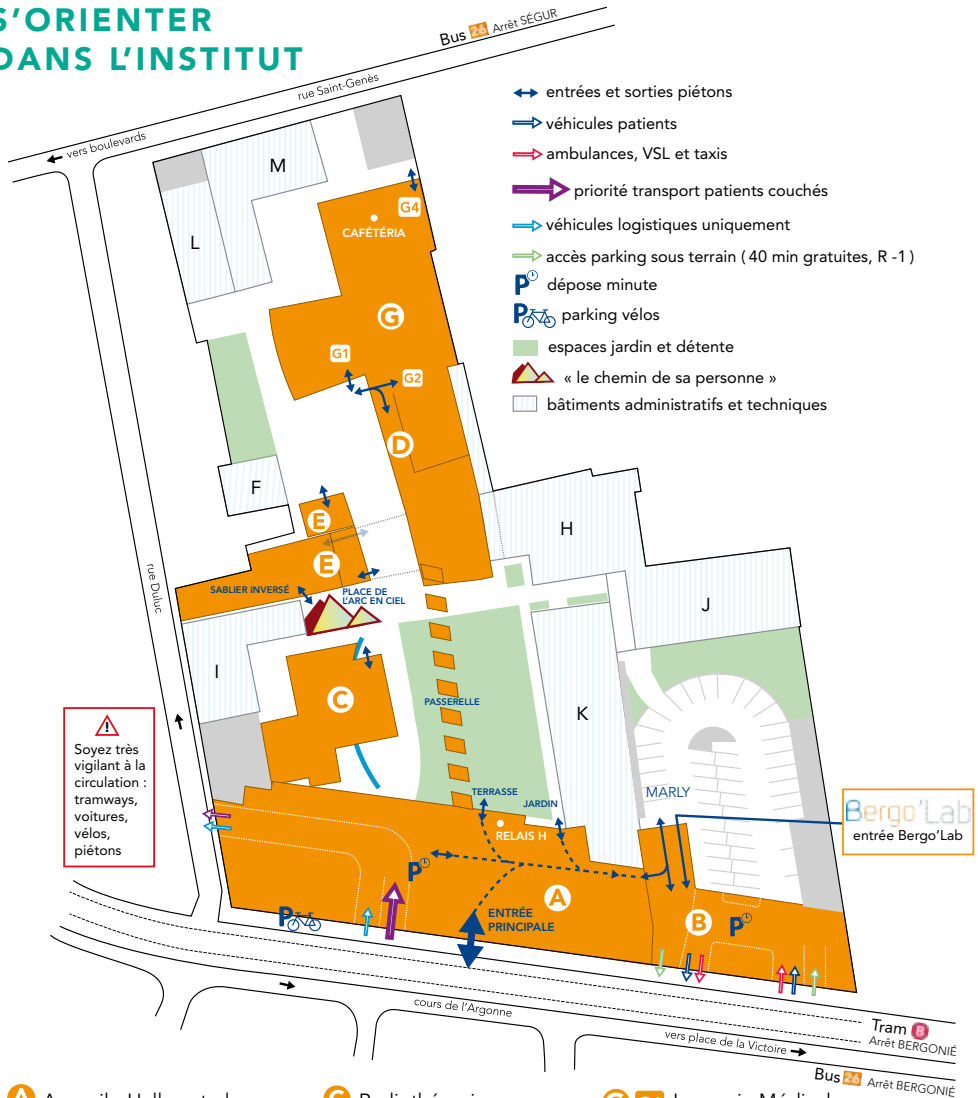 S'ORIENTER
DANS L'INSTITUT
Bus 26 Arrêt SÉGUR
rue Saint-Genès
vers boulevards
entrées et sorties piétons
véhicules patients
ambulances, VSL et taxis
priorité transport patients couchés
véhicules logistiques uniquement
accès parking sous terrain ( 40 min gratuites, R -1 )
P dépose minute
P parking vélos
espaces jardin et détente
« le chemin de sa personne »
bâtiments administratifs et techniques
M
L
G4
CAFÉTÉRIA
G
G1
G2
D
F
E
E
H
J
rue Duluc
SABLIER INVERSÉ
PLACE DE
L'ARC EN CIEL
I
C
PASSERELLE
K
Soyez très
vigilant à la
circulation :
tramways,
voitures,
vélos,
piétons
TERRASSE
JARDIN
RELAIS H
MARLY
Bergo'Lab
entrée Bergo'Lab
P
A
ENTRÉE
PRINCIPALE
P
B
P
cours de l'Argonne
vers place de la Victoire
Tram B
Arrêt BERGONIÉ
Bus 26 Arrêt BERGONIÉ
A
C
G